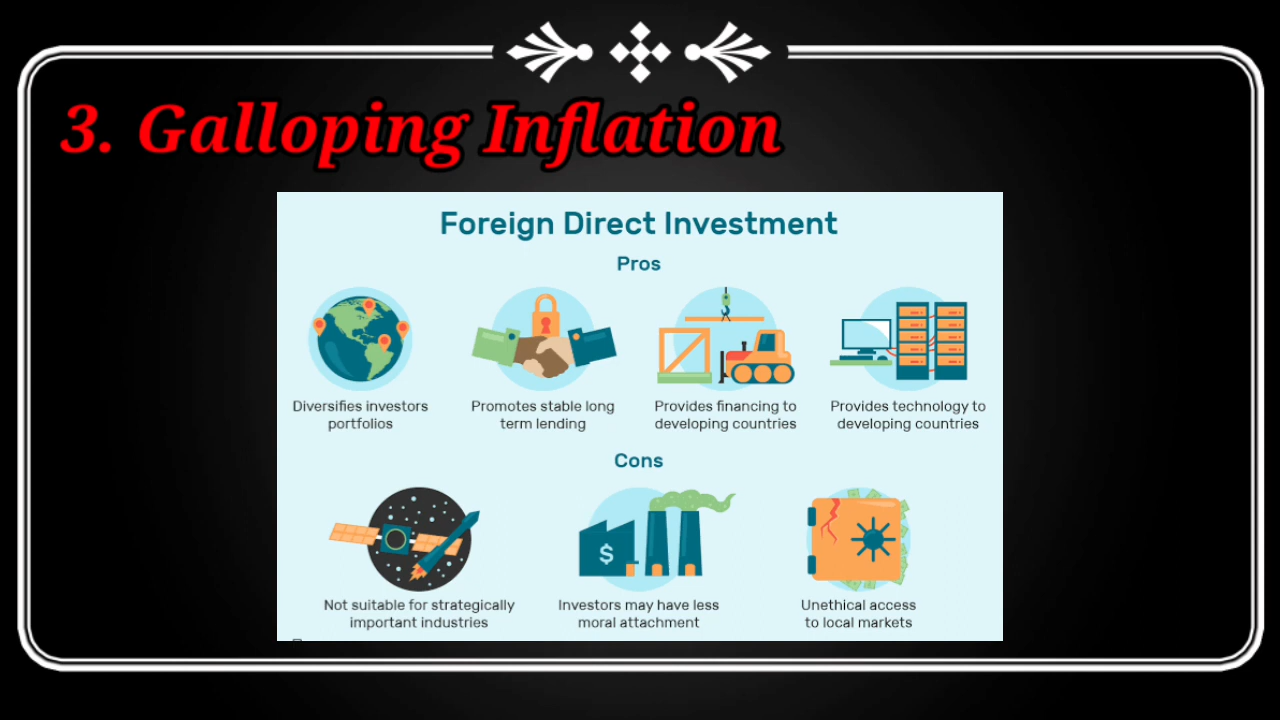 3. Galloping Inflation
Foreign Direct Investment
Pros
Diversifies investors
portfolios
Promotes stable long
term lending
Provides financing to
developing countries
Provides technology to
developing countries
Cons
$
Not suitable for strategically
important industries
Investors may have less
moral attachment
Unethical access
to local markets